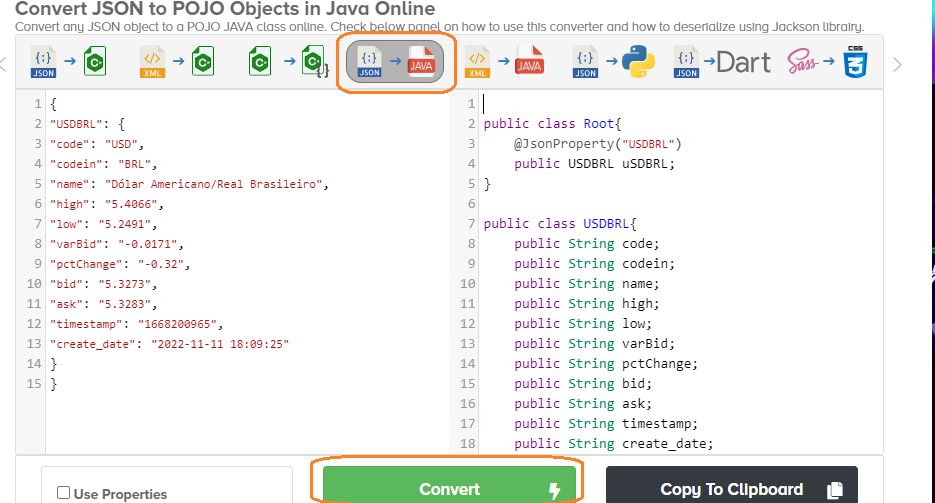 Convert JSON to POJO Objects in Java Online
Convert any JSON object to a POJO JAVA class online. Check below panel on how to use this converter and how to deserialize using Jackson library.
{;} JSON → C XML → C C → C {} {;} JSON → JAVA XML → JAVA {;} JSON → {;} JSON → Dart Sass → CSS 3
1 {
2 "USDBRL": {
3 "code": "USD",
4 "codein": "BRL",
5 "name": "Dólar Americano/Real Brasileiro",
6 "high": "5.4066",
7 "low": "5.2491",
8 "varBid": "-0.0171",
9 "pctChange": "-0.32",
10 "bid": "5.3273",
11 "ask": "5.3283",
12 "timestamp": "1668200965",
13 "create_date": "2022-11-11 18:09:25"
14 }
15 }
1
2 public class Root{
3 @JsonProperty("USDBRL")
4 public USDBRL uSDBRL;
5 }
6
7 public class USDBRL{
8 public String code;
9 public String codein;
10 public String name;
11 public String high;
12 public String low;
13 public String varBid;
14 public String pctChange;
15 public String bid;
16 public String ask;
17 public String timestamp;
18 public String create_date;
Use Properties
Convert
Copy To Clipboard